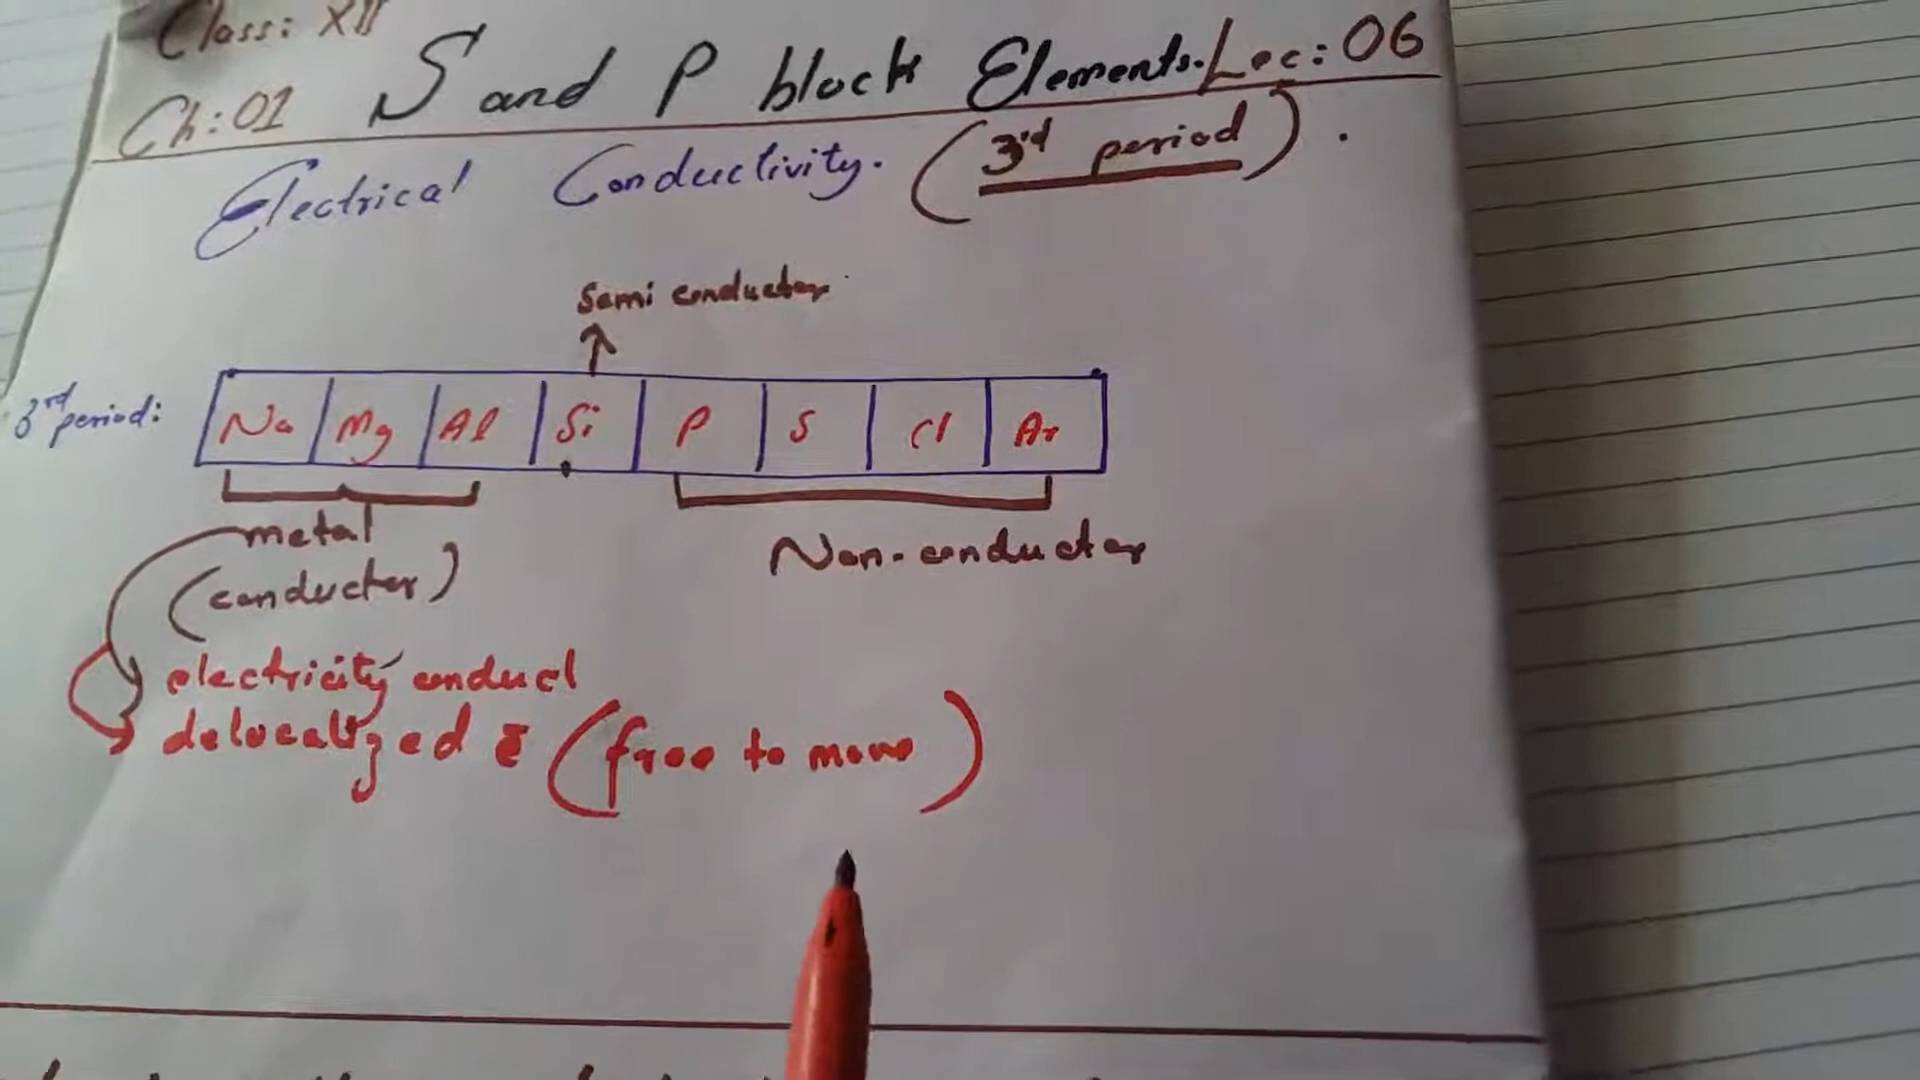 Class: XII
Ch: 01 S and P block Elements. Lec: 06
Electrical Conductivity. (3rd period).
Semi conductor
3rd period: Na Mg Al Si P S Cl Ar
metal
(conductor)
Non-conductor
electricity conduct
delocalized ē (free to move)